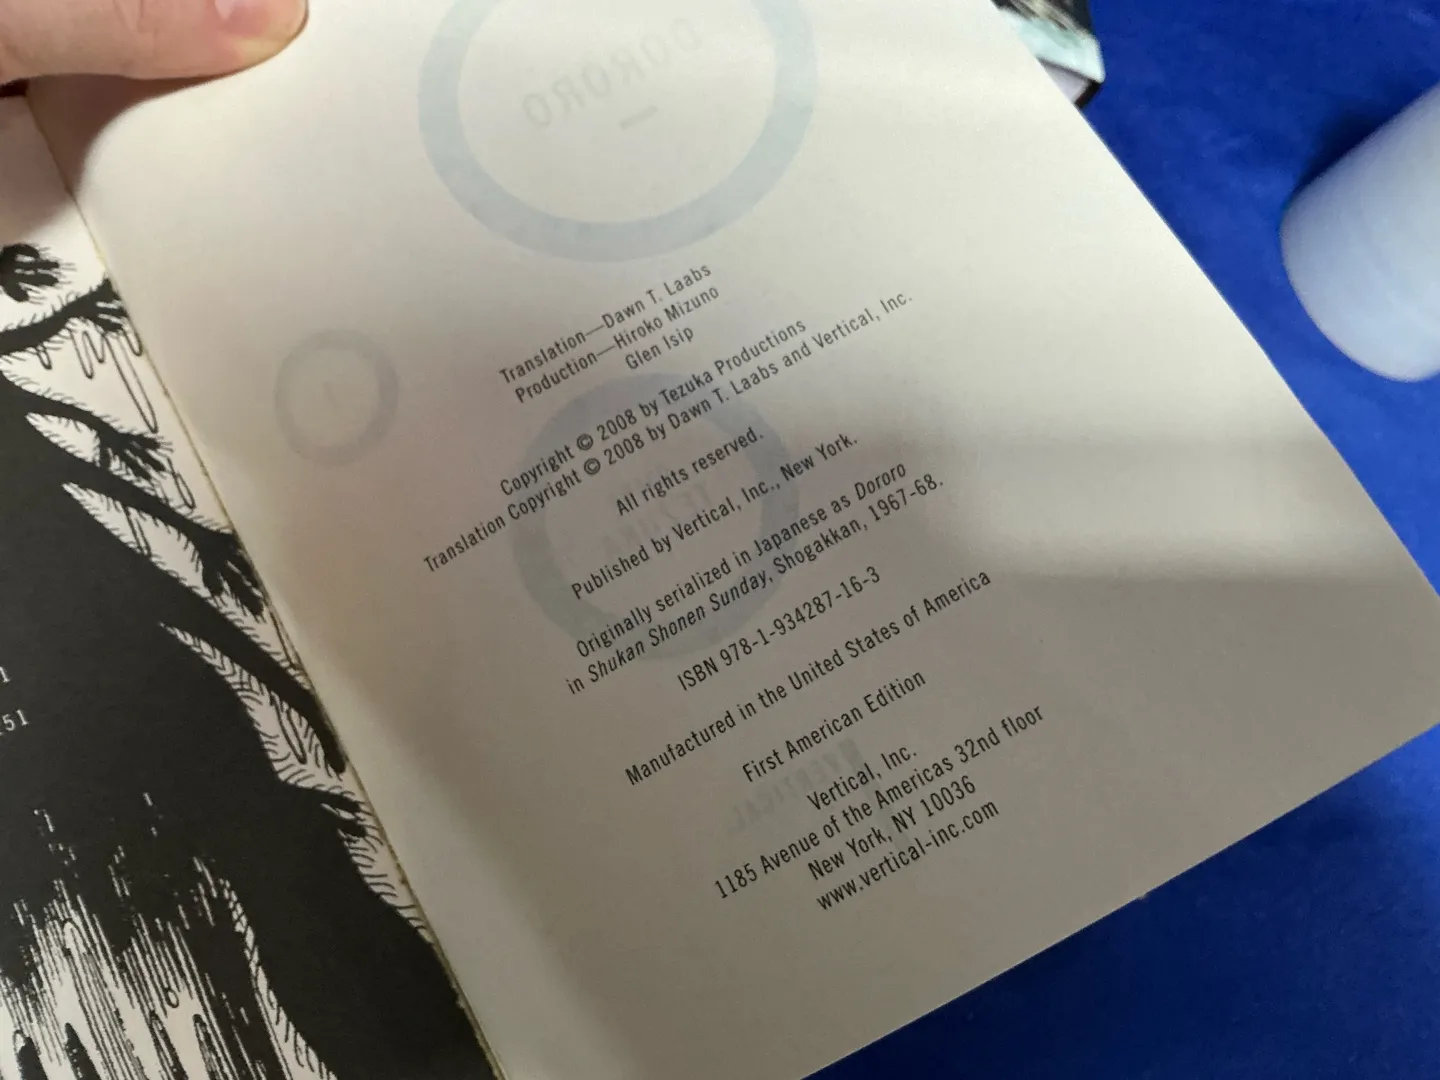 DORORO
Translation—Dawn T. Laabs
Production—Hiroko Mizuno
Glen Isip
Copyright © 2008 by Tezuka Productions
Translation Copyright © 2008 by Dawn T. Laabs and Vertical, Inc.
All rights reserved.
Published by Vertical, Inc., New York.
Originally serialized in Japanese as Dororo
in Shukan Shonen Sunday, Shogakkan, 1967-68.
ISBN 978-1-934287-16-3
Manufactured in the United States of America
First American Edition
Vertical, Inc.
1185 Avenue of the Americas 32nd floor
New York, NY 10036
www.vertical-inc.com